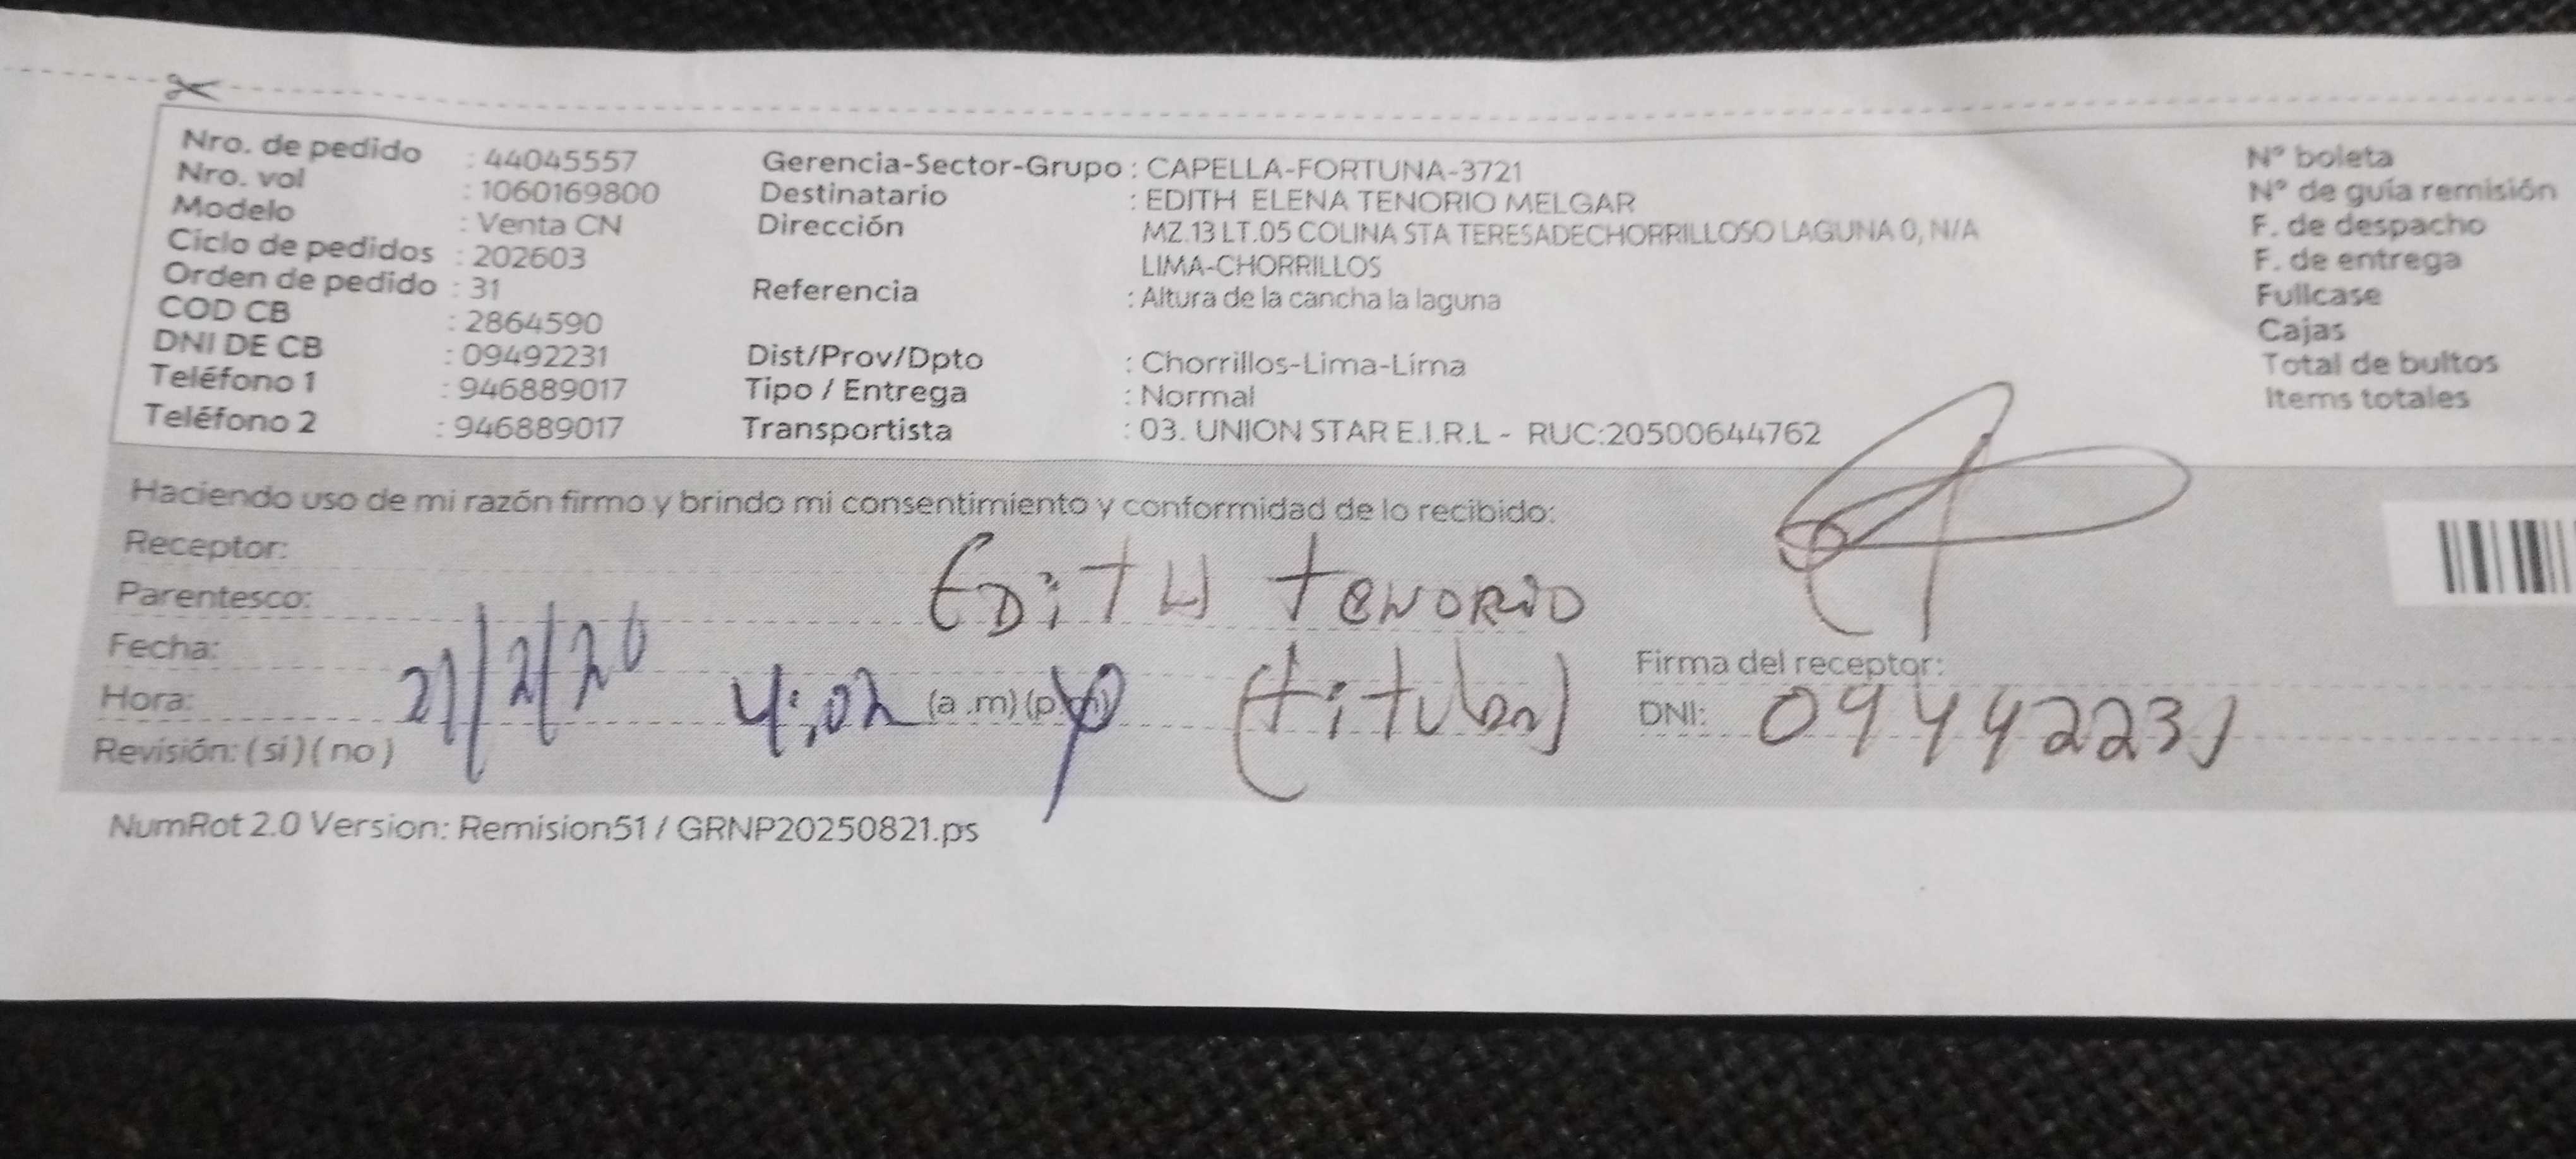 Nro. de pedido : 44045557
Nro. vol : 1060169800
Modelo : Venta CN
Ciclo de pedidos : 202603
Orden de pedido : 31
COD CB : 2864590
DNI DE CB : 09492231
Teléfono 1 : 946889017
Teléfono 2 : 946889017
Gerencia-Sector-Grupo : CAPELLA-FORTUNA-3721
Destinatario : EDITH ELENA TENORIO MELGAR
Dirección MZ.13 LT.05 COLINA STA TERESADECHORRILLOSO LAGUNA 0, N/A
LIMA-CHORRILLOS
Referencia : Altura de la cancha la laguna
Dist/Prov/Dpto : Chorrillos-Lima-Lima
Tipo / Entrega : Normal
Transportista : 03. UNION STAR E.I.R.L - RUC:20500644762
N° boleta
N° de guía remisión
F. de despacho
F. de entrega
Fullcase
Cajas
Total de bultos
Items totales
Haciendo uso de mi razón firmo y brindo mi consentimiento y conformidad de lo recibido:
Receptor: EDiTH tENORio
Parentesco: (titular)
Fecha: 21/2/26
Hora: 4:02 (a .m) (p.m)
Revisión: ( si ) ( no )
Firma del receptor:
DNI: 09492231
NumRot 2.0 Version: Remision51 / GRNP20250821.ps